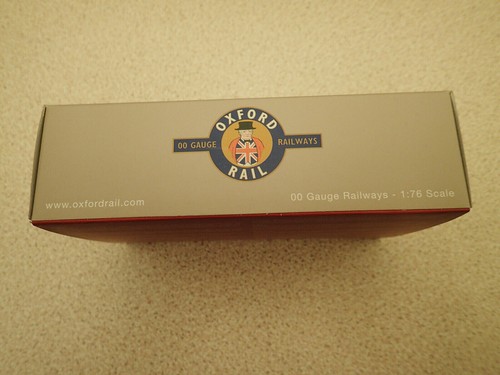 OXFORD
00 GAUGE RAILWAYS
RAIL
www.oxfordrail.com
00 Gauge Railways - 1:76 Scale